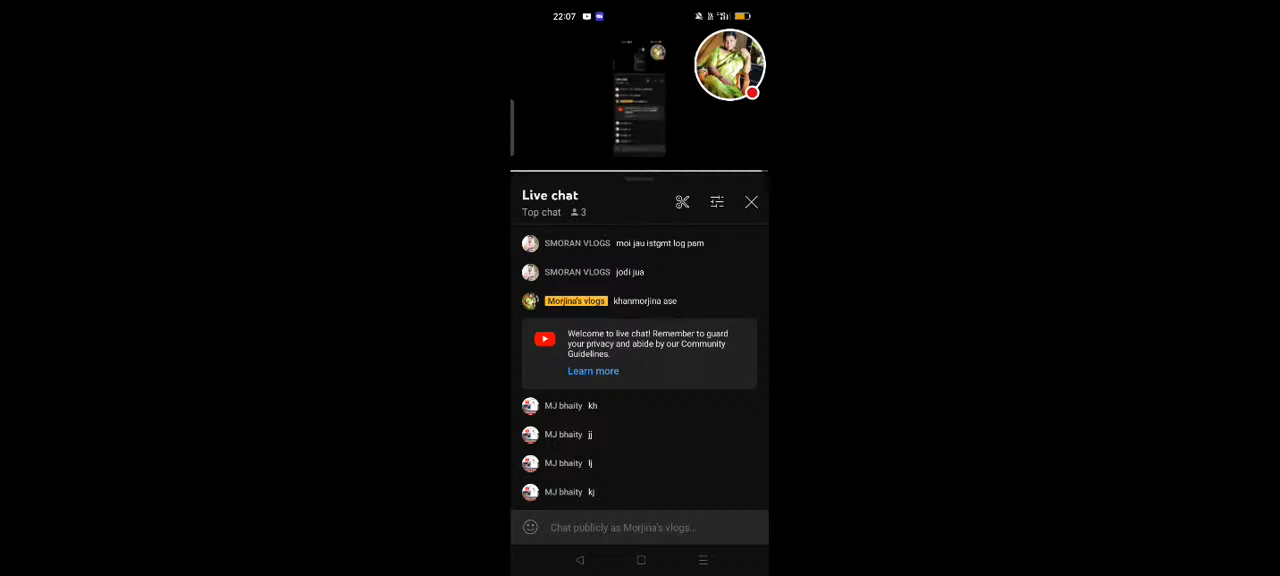 22:07
Live chat
Top chat 3
SMORAN VLOGS moi jau istgmt log pam
SMORAN VLOGS jodi jua
Morjina's vlogs khanmorjina ase
Welcome to live chat! Remember to guard
your privacy and abide by our Community
Guidelines.
Learn more
MJ bhaity kh
MJ bhaity jj
MJ bhaity lj
MJ bhaity kj
Chat publicly as Morjina's vlogs...